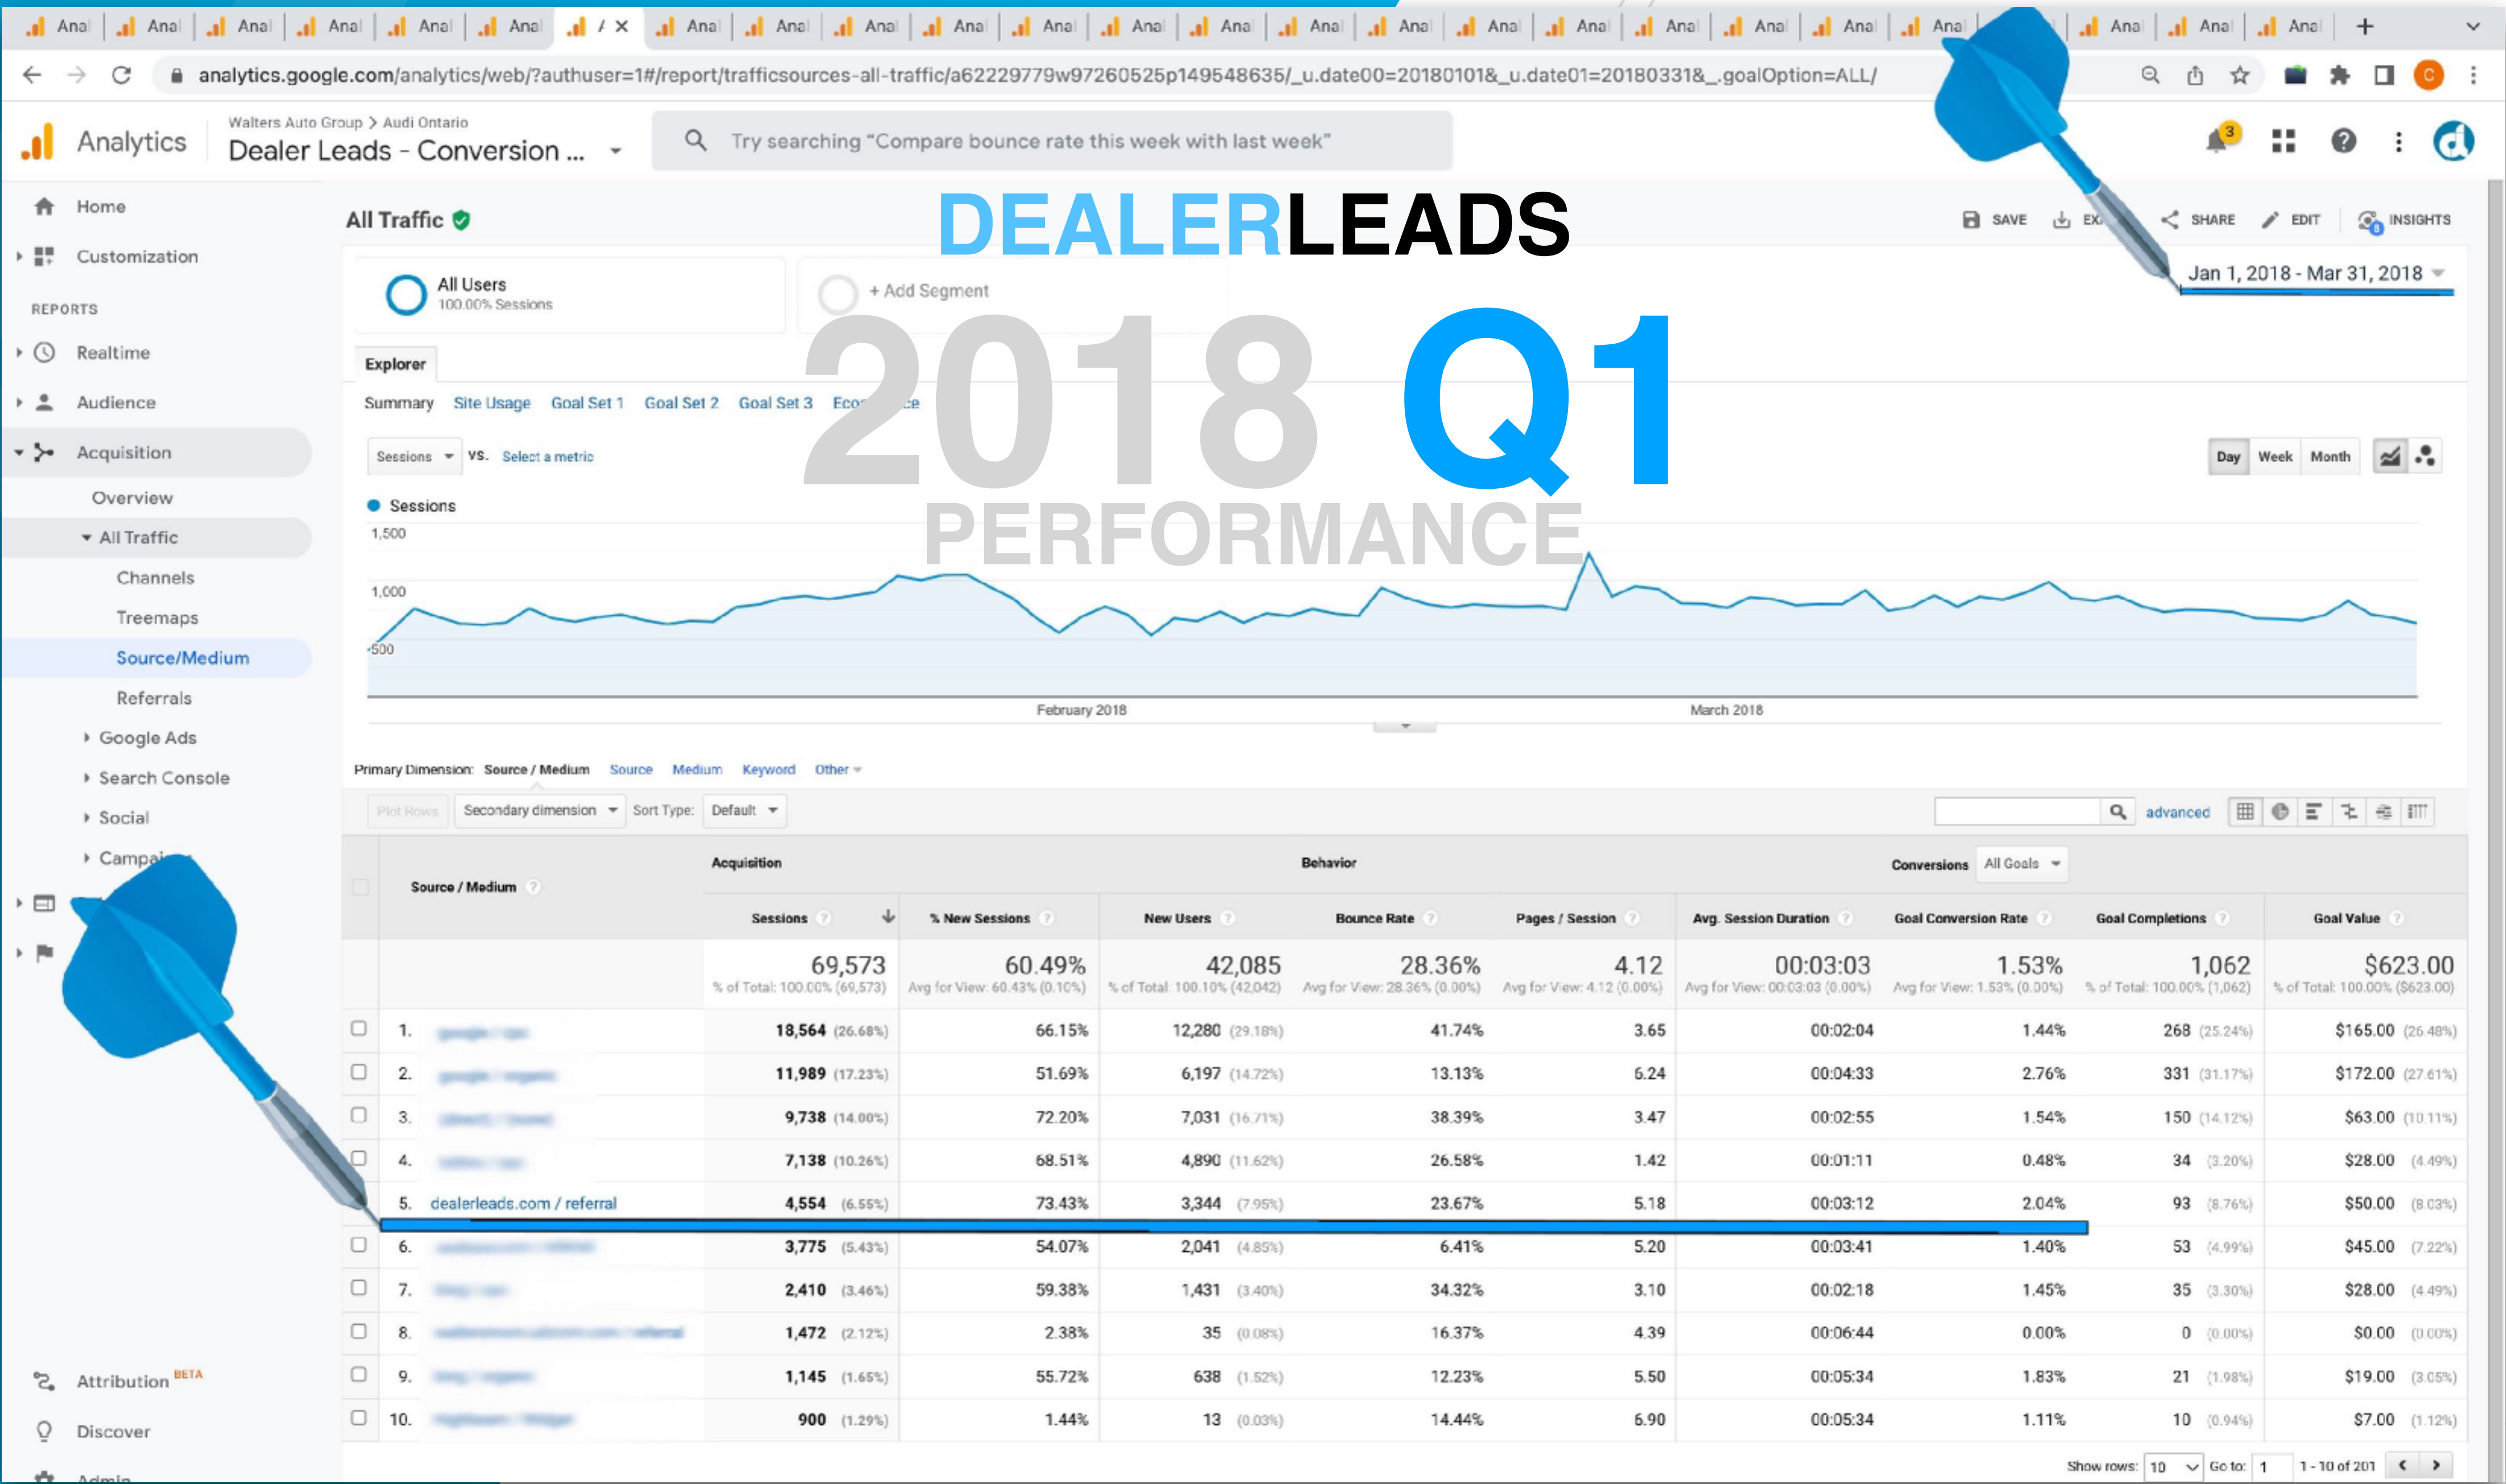 Anal Anal Anal Anal Anal Anal Anal Anal Anal Anal Anal Anal Anal Anal Anal Anal Anal Anal Anal Anal Anal Anal Anal Anal
analytics.google.com/analytics/web/?authuser=1#/report/trafficsources-all-traffic/a62229779w97260525p149548635/_u.date00=20180101&_u.date01=20180331&_.goalOption=ALL/
C
Analytics
Walters Auto Group > Audi Ontario
Dealer Leads - Conversion ...
Try searching “Compare bounce rate this week with last week”
3
Home
Customization
REPORTS
Realtime
Audience
Acquisition
Overview
All Traffic
Channels
Treemaps
Source/Medium
Referrals
Google Ads
Search Console
Social
Attribution BETA
Discover
Admin
All Traffic
DEALERLEADS
SAVE SHARE EDIT INSIGHTS
8
All Users
100.00% Sessions
+ Add Segment
Jan 1, 2018 - Mar 31, 2018
2018 Q1
PERFORMANCE
Explorer
Summary Site Usage Goal Set 1 Goal Set 2 Goal Set 3
Sessions VS. Select a metric
Day Week Month
Sessions
1,500
1,000
500
February 2018 March 2018
Primary Dimension: Source / Medium Source Medium Keyword Other
Plot Rows Secondary dimension Sort Type: Default
advanced
Source / Medium Acquisition Behavior Conversions All Goals
Sessions % New Sessions New Users Bounce Rate Pages / Session Avg. Session Duration Goal Conversion Rate Goal Completions Goal Value
69,573 60.49% 42,085 28.36% 4.12 00:03:03 1.53% 1,062 $623.00
% of Total: 100.00% (69,573) Avg for View: 60.43% (0.10%) % of Total: 100.10% (42,042) Avg for View: 28.36% (0.00%) Avg for View: 4.12 (0.00%) Avg for View: 00:03:03 (0.00%) Avg for View: 1.53% (0.00%) % of Total: 100.00% (1,062) % of Total: 100.00% ($623.00)
1. 18,564 (26.68%) 66.15% 12,280 (29.18%) 41.74% 3.65 00:02:04 1.44% 268 (25.24%) $165.00 (26.48%)
2. 11,989 (17.23%) 51.69% 6,197 (14.72%) 13.13% 6.24 00:04:33 2.76% 331 (31.17%) $172.00 (27.61%)
3. 9,738 (14.00%) 72.20% 7,031 (16.71%) 38.39% 3.47 00:02:55 1.54% 150 (14.12%) $63.00 (10.11%)
4. 7,138 (10.26%) 68.51% 4,890 (11.62%) 26.58% 1.42 00:01:11 0.48% 34 (3.20%) $28.00 (4.49%)
5. dealerleads.com / referral 4,554 (6.55%) 73.43% 3,344 (7.95%) 23.67% 5.18 00:03:12 2.04% 93 (8.76%) $50.00 (8.03%)
6. 3,775 (5.43%) 54.07% 2,041 (4.85%) 6.41% 5.20 00:03:41 1.40% 53 (4.99%) $45.00 (7.22%)
7. 2,410 (3.46%) 59.38% 1,431 (3.40%) 34.32% 3.10 00:02:18 1.45% 35 (3.30%) $28.00 (4.49%)
8. 1,472 (2.12%) 2.38% 35 (0.08%) 16.37% 4.39 00:06:44 0.00% 0 (0.00%) $0.00 (0.00%)
9. 1,145 (1.65%) 55.72% 638 (1.52%) 12.23% 5.50 00:05:34 1.83% 21 (1.98%) $19.00 (3.05%)
10. 900 (1.29%) 1.44% 13 (0.03%) 14.44% 6.90 00:05:34 1.11% 10 (0.94%) $7.00 (1.12%)
Show rows: 10 Go to: 1 1 - 10 of 201